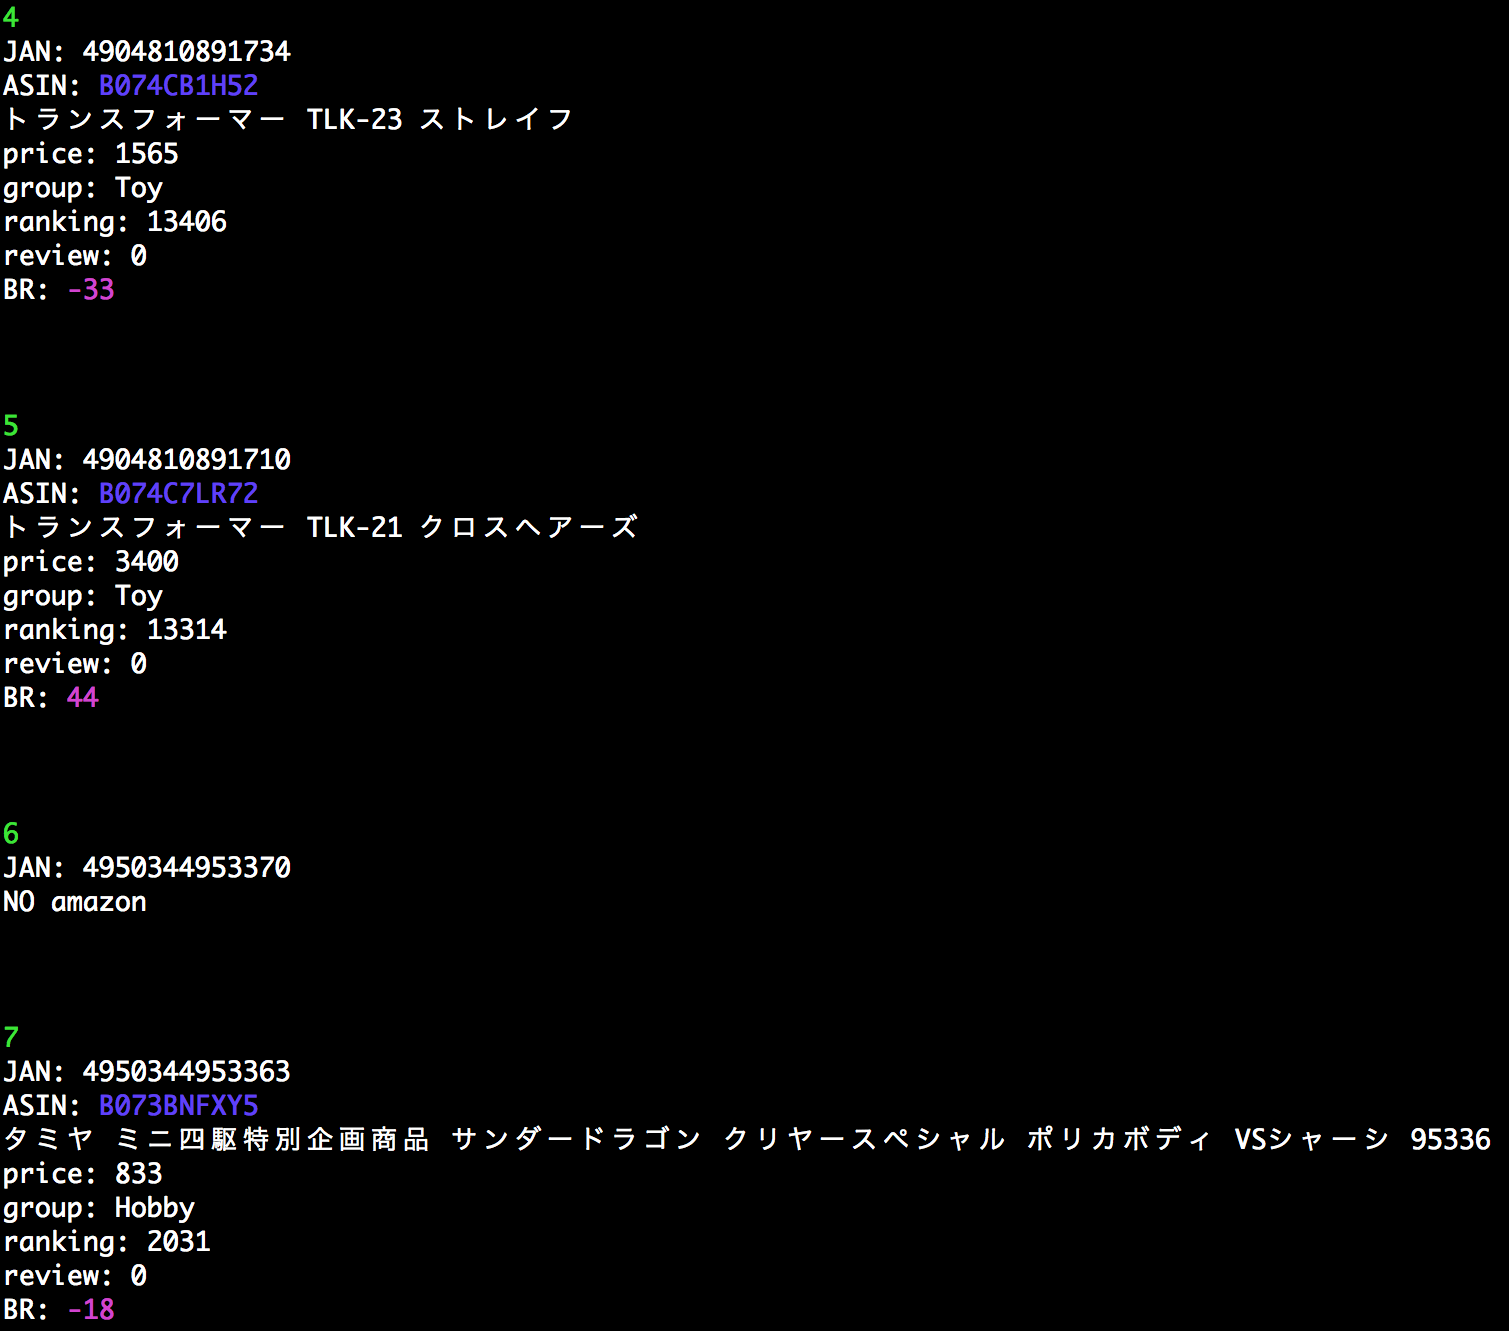 4
JAN: 4904810891734
ASIN: B074CB1H52
トランスフォーマー TLK-23 ストレイフ
price: 1565
group: Toy
ranking: 13406
review: 0
BR: -33
5
JAN: 4904810891710
ASIN: B074C7LR72
トランスフォーマー TLK-21 クロスヘアーズ
price: 3400
group: Toy
ranking: 13314
review: 0
BR: 44
6
JAN: 4950344953370
NO amazon
7
JAN: 4950344953363
ASIN: B073BNFXY5
タミヤ ミニ四駆特別企画商品 サンダードラゴン クリヤースペシャル ポリカボディ VSシャーシ 95336
price: 833
group: Hobby
ranking: 2031
review: 0
BR: -18